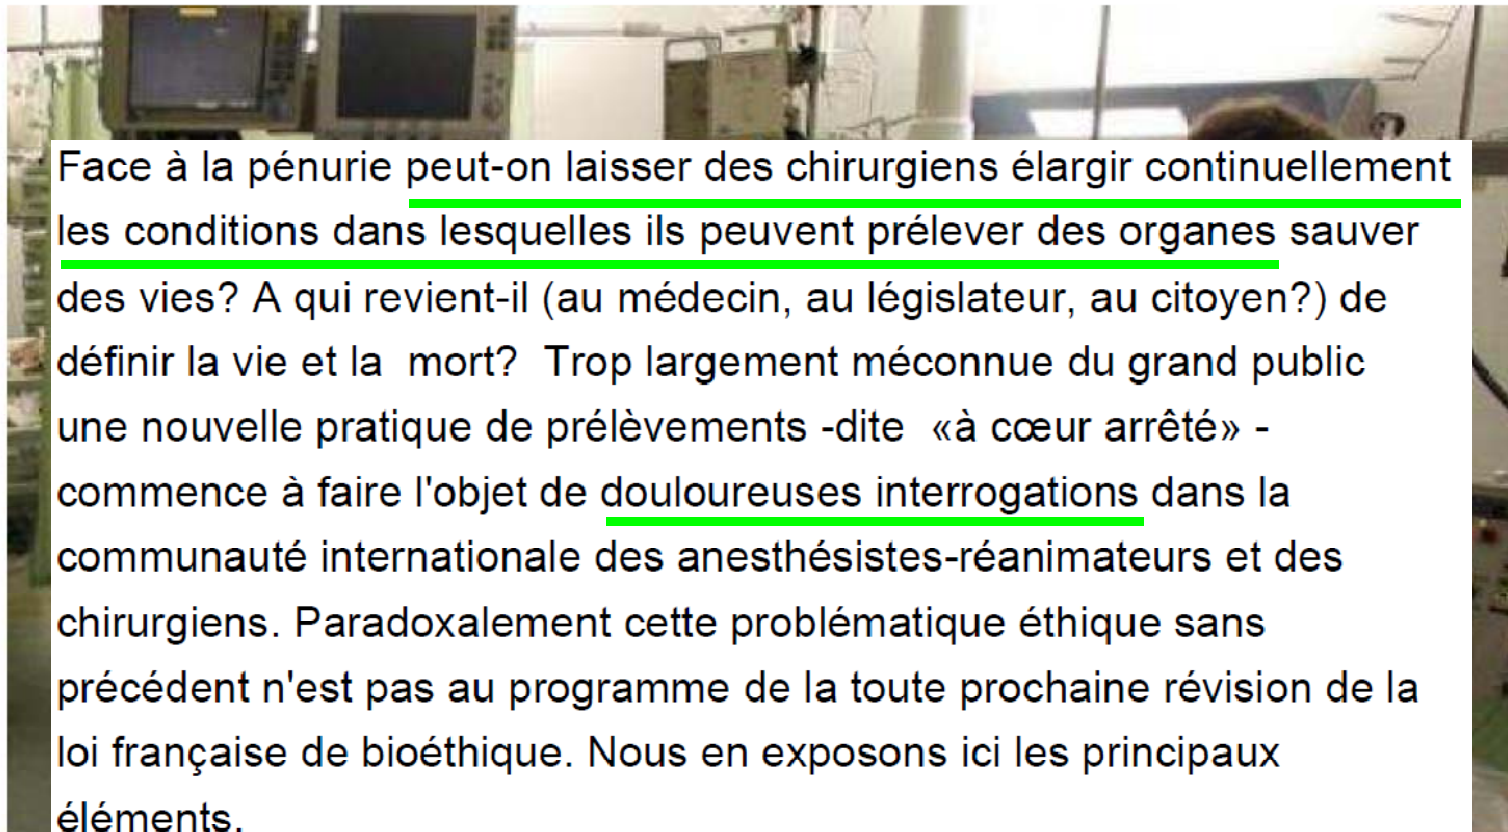 Face à la pénurie peut-on laisser des chirurgiens élargir continuellement
les conditions dans lesquelles ils peuvent prélever des organes sauver
des vies? A qui revient-il (au médecin, au législateur, au citoyen?) de
définir la vie et la  mort?  Trop largement méconnue du grand public
une nouvelle pratique de prélèvements -dite  «à cœur arrêté» -
commence à faire l'objet de douloureuses interrogations dans la
communauté internationale des anesthésistes-réanimateurs et des
chirurgiens. Paradoxalement cette problématique éthique sans
précédent n'est pas au programme de la toute prochaine révision de la
loi française de bioéthique. Nous en exposons ici les principaux
éléments.